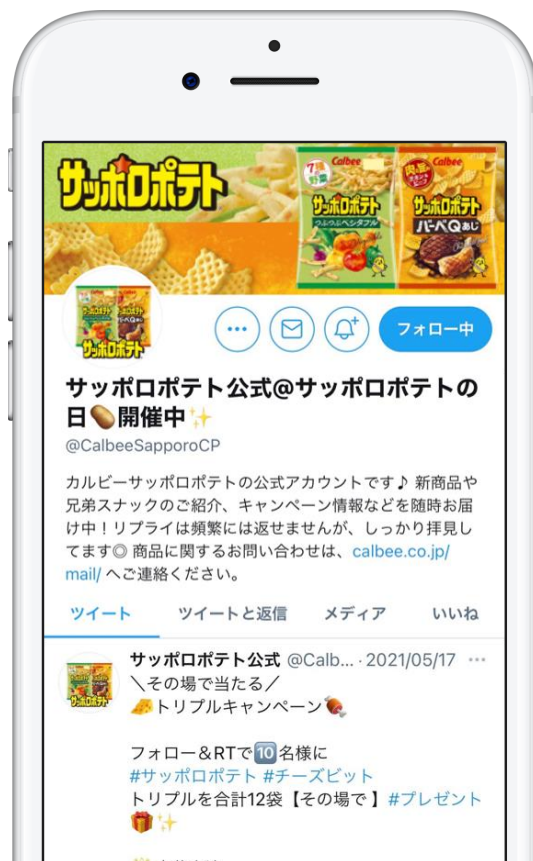 サッポロポテト
Calbee
Calbee
7種の野菜
サッポロポテト
つぶつぶベジタブル
サッポロポテト
バーベQあじ
サッポロポテト
フォロー中
サッポロポテト公式@サッポロポテトの
日🥔開催中✨
@CalbeeSapporoCP
カルビーサッポロポテトの公式アカウントです♪ 新商品や
兄弟スナックのご紹介、キャンペーン情報などを随時お届
け中！リプライは頻繁には返せませんが、しっかり拝見し
てます◎ 商品に関するお問い合わせは、calbee.co.jp/
mail/ へご連絡ください。
ツイート ツイートと返信 メディア いいね
サッポロポテト公式 @Calb... · 2021/05/17
＼その場で当たる／
🧀トリプルキャンペーン🍖
フォロー＆RTで🔟名様に
#サッポロポテト #チーズビット
トリプルを合計12袋【その場で 】#プレゼント
🎁✨